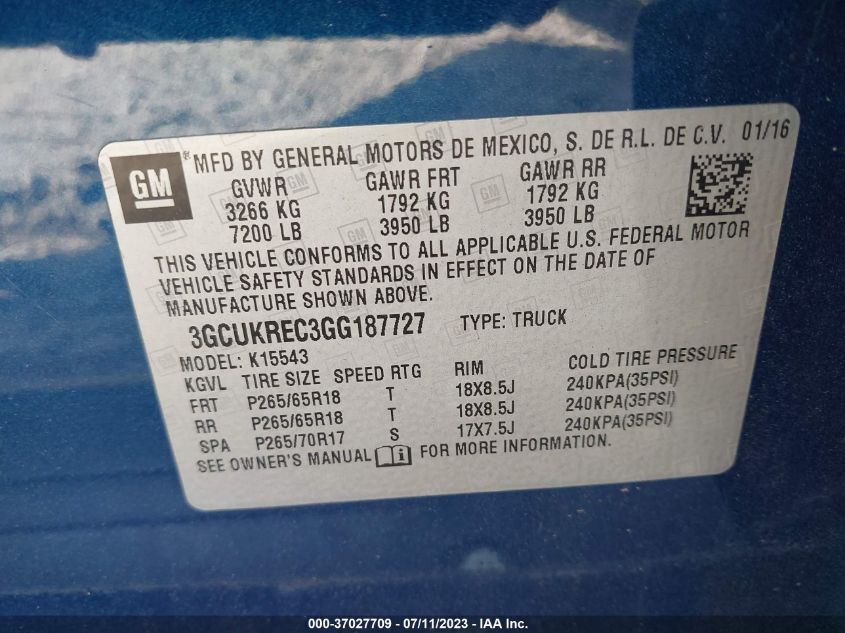 GM ® MFD BY GENERAL MOTORS DE MEXICO, S. DE R.L. DE C.V. 01/16
GVWR GAWR FRT GAWR RR
3266 KG 1792 KG 1792 KG
7200 LB 3950 LB 3950 LB
THIS VEHICLE CONFORMS TO ALL APPLICABLE U.S. FEDERAL MOTOR
VEHICLE SAFETY STANDARDS IN EFFECT ON THE DATE OF
MANUFACTURE SHOWN ABOVE.
3GCUKREC3GG187727 TYPE: TRUCK
MODEL: K15543
KGVL TIRE SIZE SPEED RTG RIM COLD TIRE PRESSURE
FRT P265/65R18 T 18X8.5J 240KPA(35PSI)
RR P265/65R18 T 18X8.5J 240KPA(35PSI)
SPA P265/70R17 S 17X7.5J 240KPA(35PSI)
SEE OWNER'S MANUAL FOR MORE INFORMATION.
000-37027709 - 07/11/2023 - IAA Inc.